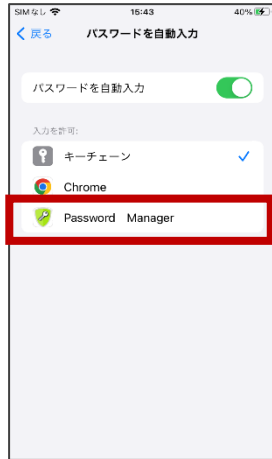 SIMなし 15:43 40%
戻る パスワードを自動入力
パスワードを自動入力
入力を許可:
キーチェーン
Chrome
Password Manager